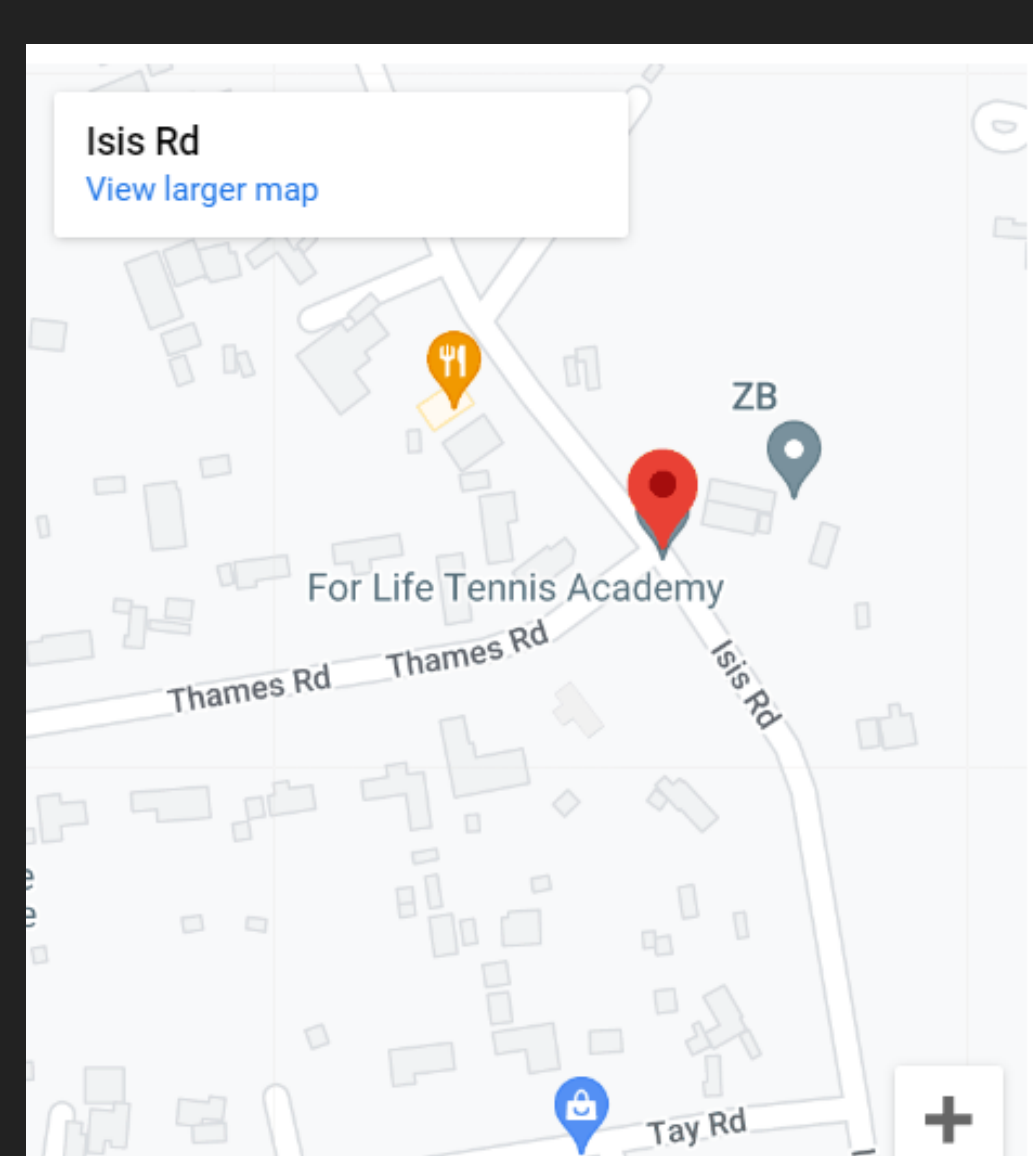 Isis Rd
View larger map
ZB
For Life Tennis Academy
Thames Rd
Thames Rd
Isis Rd
e
e
Tay Rd
+